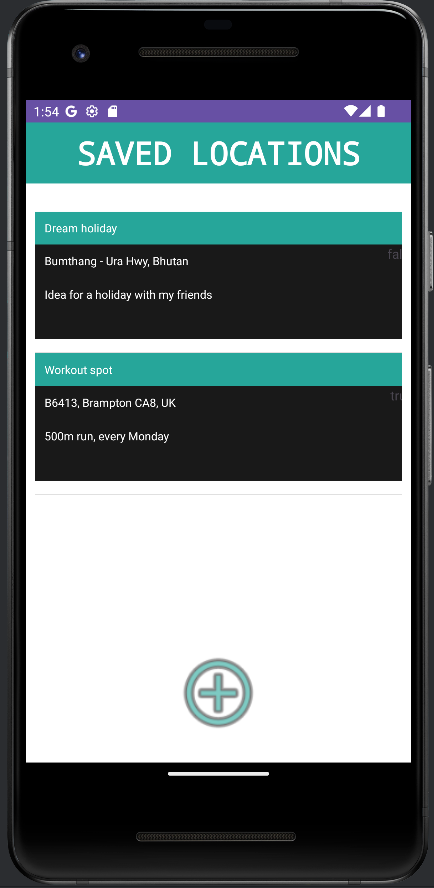 1:54 G
SAVED LOCATIONS
Dream holiday
Bumthang - Ura Hwy, Bhutan
fal
Idea for a holiday with my friends
Workout spot
B6413, Brampton CA8, UK
tru
500m run, every Monday